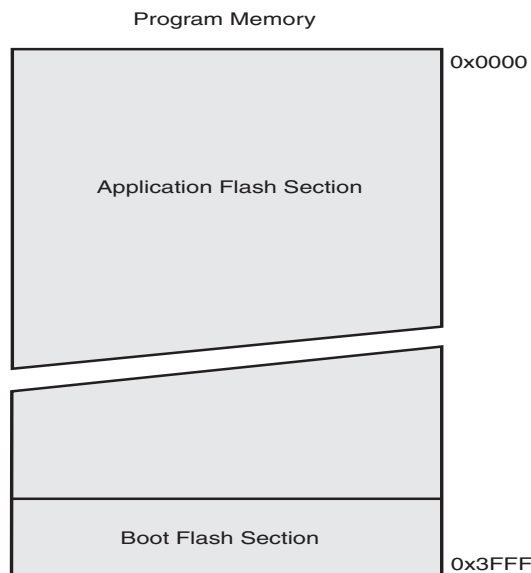 Program Memory
0x0000
Application Flash Section
Boot Flash Section
0x3FFF